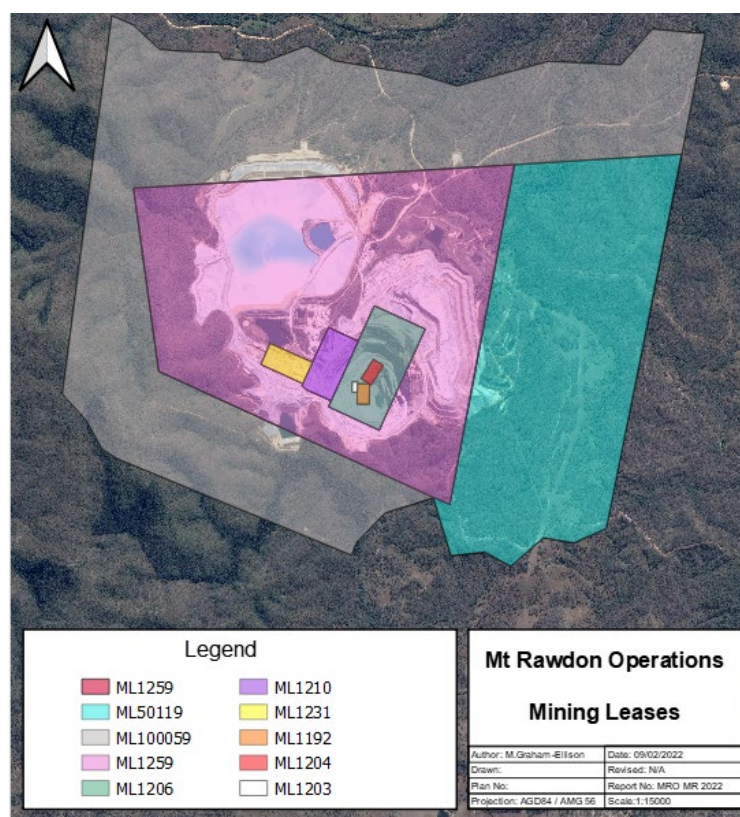 Legend
ML1259
ML50119
ML100059
ML1259
ML1206
ML1210
ML1231
ML1192
ML1204
ML1203
Mt Rawdon Operations
Mining Leases
Author: M.Graham-Ellison Date: 09/02/2022
Drawn: Revised: N/A
Plan No: Report No: MRO MR 2022
Projection: AGD84 / AMG 56 Scale:1:15000